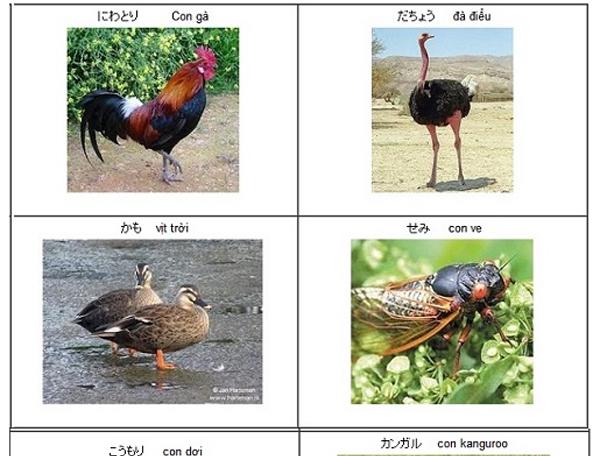 にわとり Con gà
だちょう đà điểu
かも vịt trời
せみ con ve
© Jan Harteman
www.harteman.nl
こうもり con dơi
カンガル con kanguroo